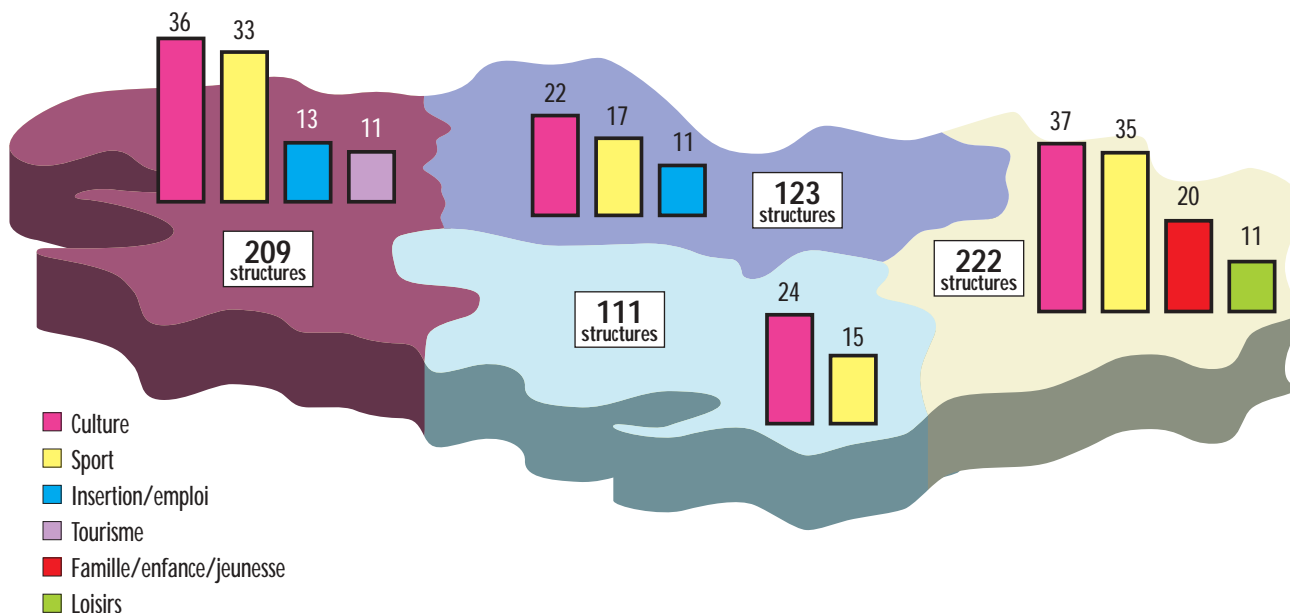 36
33
13
11
209
structures
22
17
11
123
structures
24
15
111
structures
37
35
20
11
222
structures
Culture
Sport
Insertion/emploi
Tourisme
Famille/enfance/jeunesse
Loisirs